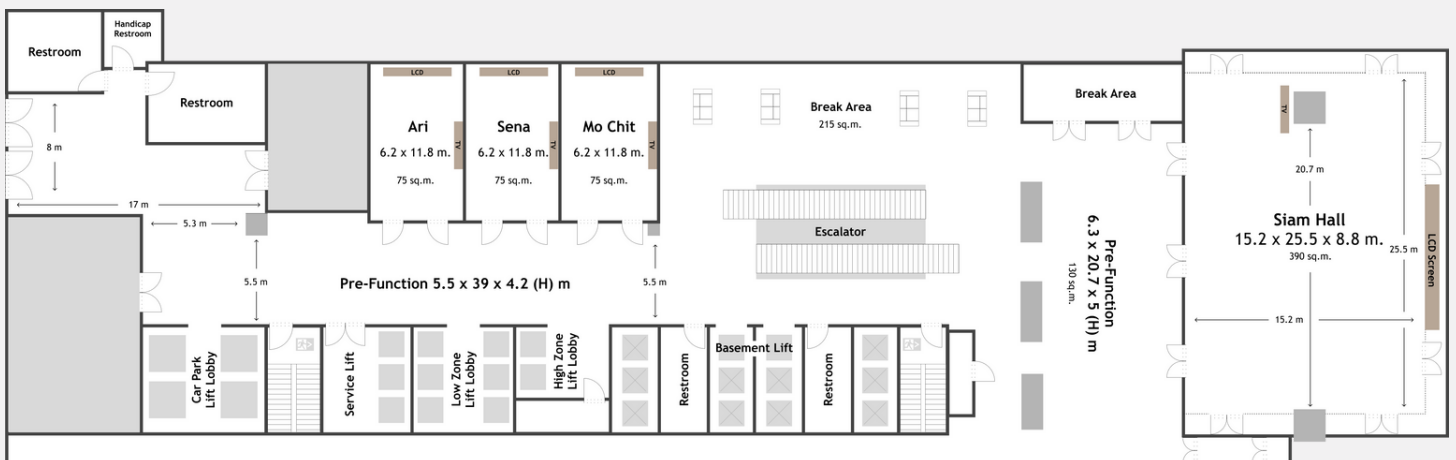 Restroom
Handicap
Restroom
Restroom
8 m
17 m
5.3 m
5.5 m
LCD
Ari
6.2 x 11.8 m.
75 sq.m.
TV
LCD
Sena
6.2 x 11.8 m.
75 sq.m.
TV
LCD
Mo Chit
6.2 x 11.8 m.
75 sq.m.
TV
Break Area
215 sq.m.
Escalator
Pre-Function 5.5 x 39 x 4.2 (H) m
5.5 m
Break Area
Pre-Function
6.3 x 20.7 x 5 (H) m
130 sq.m.
TV
20.7 m
Siam Hall
15.2 x 25.5 x 8.8 m.
390 sq.m.
25.5 m
15.2 m
LCD Screen
Car Park
Lift Lobby
Service Lift
Low Zone
Lift Lobby
High Zone
Lift Lobby
Restroom
Basement Lift
Restroom